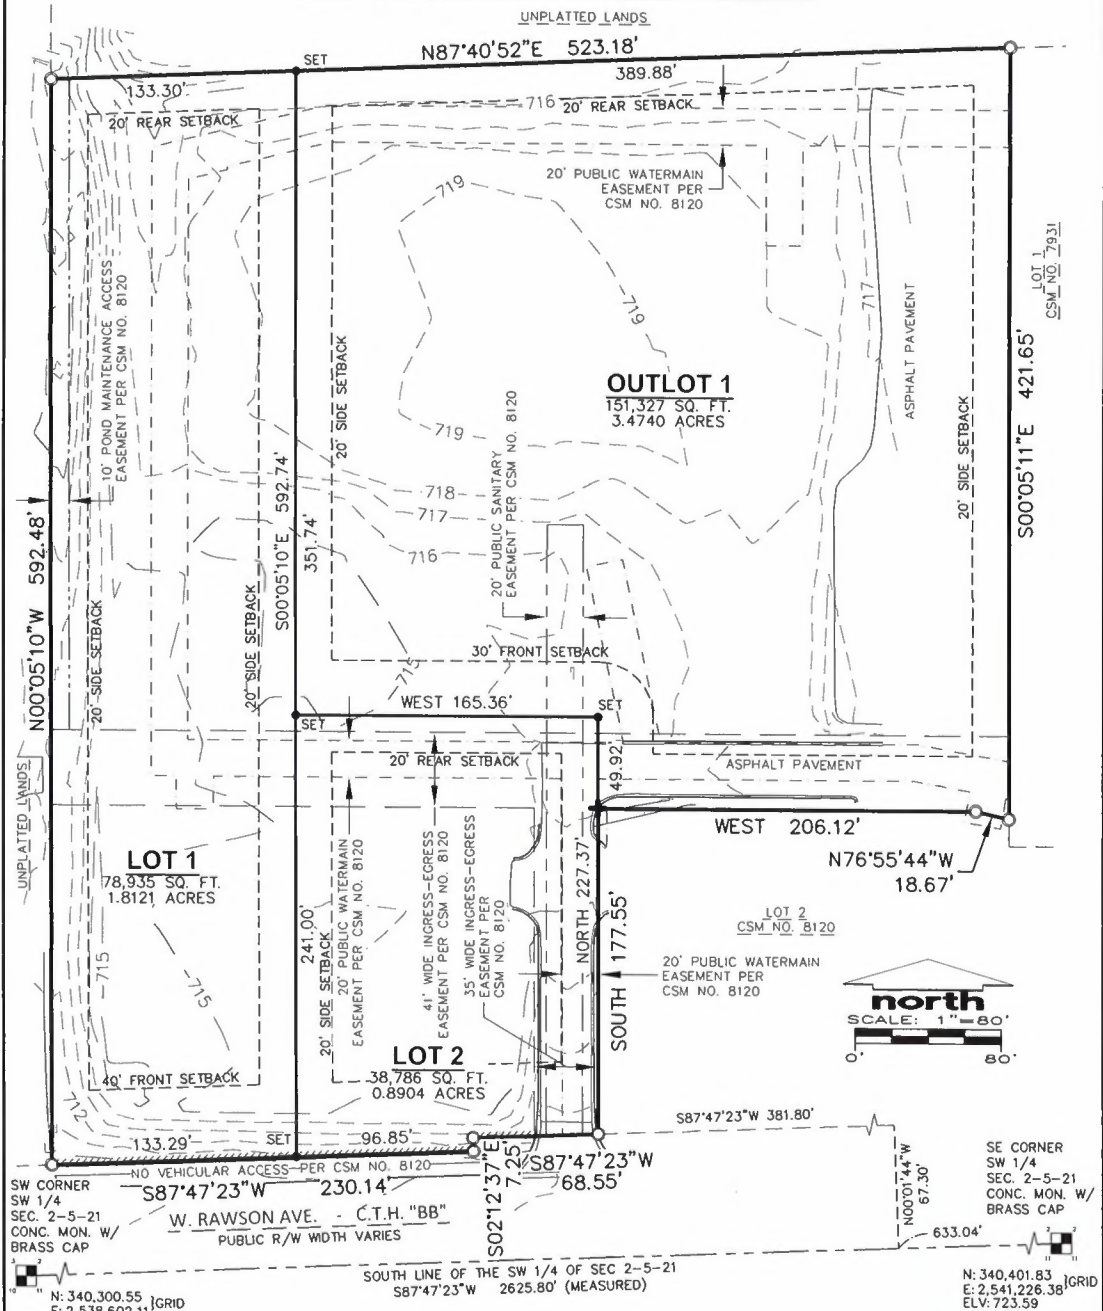 UNPLATTED LANDS
N87°40'52"E 523.18'
SET
133.30'
389.88'
716
20' REAR SETBACK
20' REAR SETBACK
20' PUBLIC WATERMAIN
EASEMENT PER
CSM NO. 8120
719
719
719
717
LOT 1
CSM NO. 7931
10' POND MAINTENANCE ACCESS
EASEMENT PER CSM NO. 8120
20' SIDE SETBACK
OUTLOT 1
151,327 SQ. FT.
3.4740 ACRES
ASPHALT PAVEMENT
S00°05'11"E 421.65'
20' SIDE SETBACK
20' PUBLIC SANITARY
EASEMENT PER CSM NO. 8120
718
717
716
N00°05'10"W 592.48'
S00°05'10"E 592.74'
351.74'
20' SIDE SETBACK
20' SIDE SETBACK
30' FRONT SETBACK
715
WEST 165.36'
SET
SET
20' REAR SETBACK
49.92'
ASPHALT PAVEMENT
UNPLATTED LANDS
WEST 206.12'
N76°55'44"W
18.67'
LOT 1
78,935 SQ. FT.
1.8121 ACRES
241.00'
20' SIDE SETBACK
20' PUBLIC WATERMAIN
EASEMENT PER CSM NO. 8120
41' WIDE INGRESS-EGRESS
EASEMENT PER CSM NO. 8120
35' WIDE INGRESS-EGRESS
EASEMENT PER
CSM NO. 8120
NORTH 227.37'
SOUTH 177.55'
LOT 2
CSM NO. 8120
20' PUBLIC WATERMAIN
EASEMENT PER
CSM NO. 8120
north
SCALE: 1"=80'
0' 80'
715
715
LOT 2
38,786 SQ. FT.
0.8904 ACRES
40' FRONT SETBACK
712
133.29'
SET
96.85'
S87°47'23"W 381.80'
NO VEHICULAR ACCESS PER CSM NO. 8120
S87°47'23"W 230.14'
S02°12'37"E
7.25'
S87°47'23"W
68.55'
N00°01'44"W
67.30'
W. RAWSON AVE. - C.T.H. "BB"
PUBLIC R/W WIDTH VARIES
SW CORNER
SW 1/4
SEC. 2-5-21
CONC. MON. W/
BRASS CAP
SE CORNER
SW 1/4
SEC. 2-5-21
CONC. MON. W/
BRASS CAP
633.04'
SOUTH LINE OF THE SW 1/4 OF SEC 2-5-21
S87°47'23"W 2625.80' (MEASURED)
3 2
10 11
2 2
11 11
N: 340,300.55
E: 2,538,602.11
}GRID
N: 340,401.83
E: 2,541,226.38
}GRID
ELV: 723.59